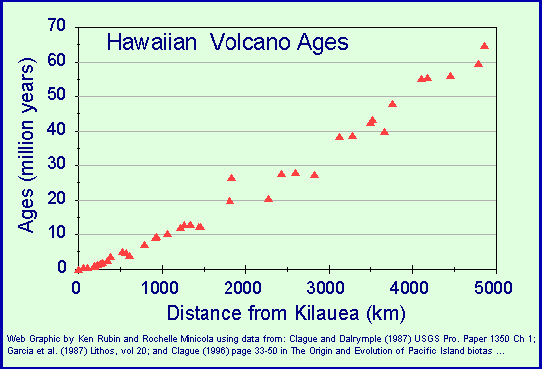 Hawaiian Volcano Ages
Ages (million years)
70
60
50
40
30
20
10
0
0 1000 2000 3000 4000 5000
Distance from Kilauea (km)
Web Graphic by Ken Rubin and Rochelle Minicola using data from: Clague and Dalrymple (1987) USGS Pro. Paper 1350 Ch 1;
Garcia et al. (1987) Lithos, vol 20; and Clague (1996) page 33-50 in The Origin and Evolution of Pacific Island biotas ...